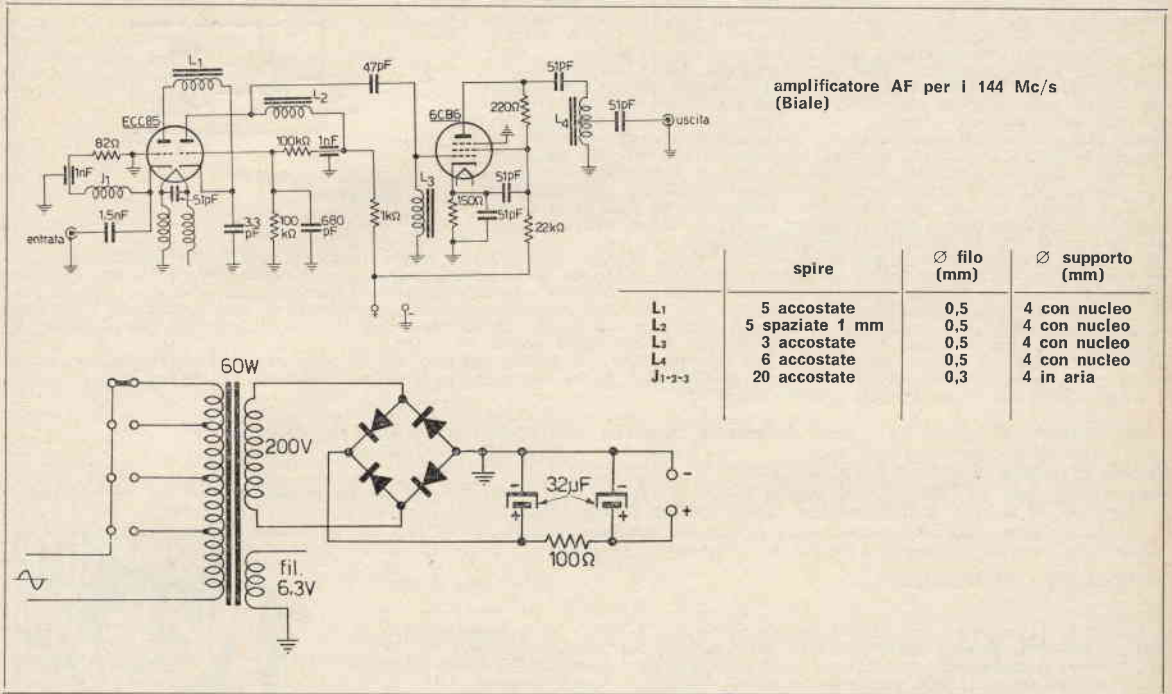 amplificatore AF per i 144 Mc/s
(Biale)
L1
47pF
51pF
L2
ECC85
6CB6
220Ω
L4
51pF
uscita
82Ω
100kΩ
1nF
1nF
J1
51pF
L3
150Ω
51pF
51pF
1,5nF
33 pF
100 kΩ
680 pF
1kΩ
22kΩ
entrata
+
-
spire
Ø filo (mm)
Ø supporto (mm)
L1 5 accostate 0,5 4 con nucleo
L2 5 spaziate 1 mm 0,5 4 con nucleo
L3 3 accostate 0,5 4 con nucleo
L4 6 accostate 0,5 4 con nucleo
J1-2-3 20 accostate 0,3 4 in aria
60W
200V
-
-
-
32µF
+
+
+
100Ω
fil.
6.3V